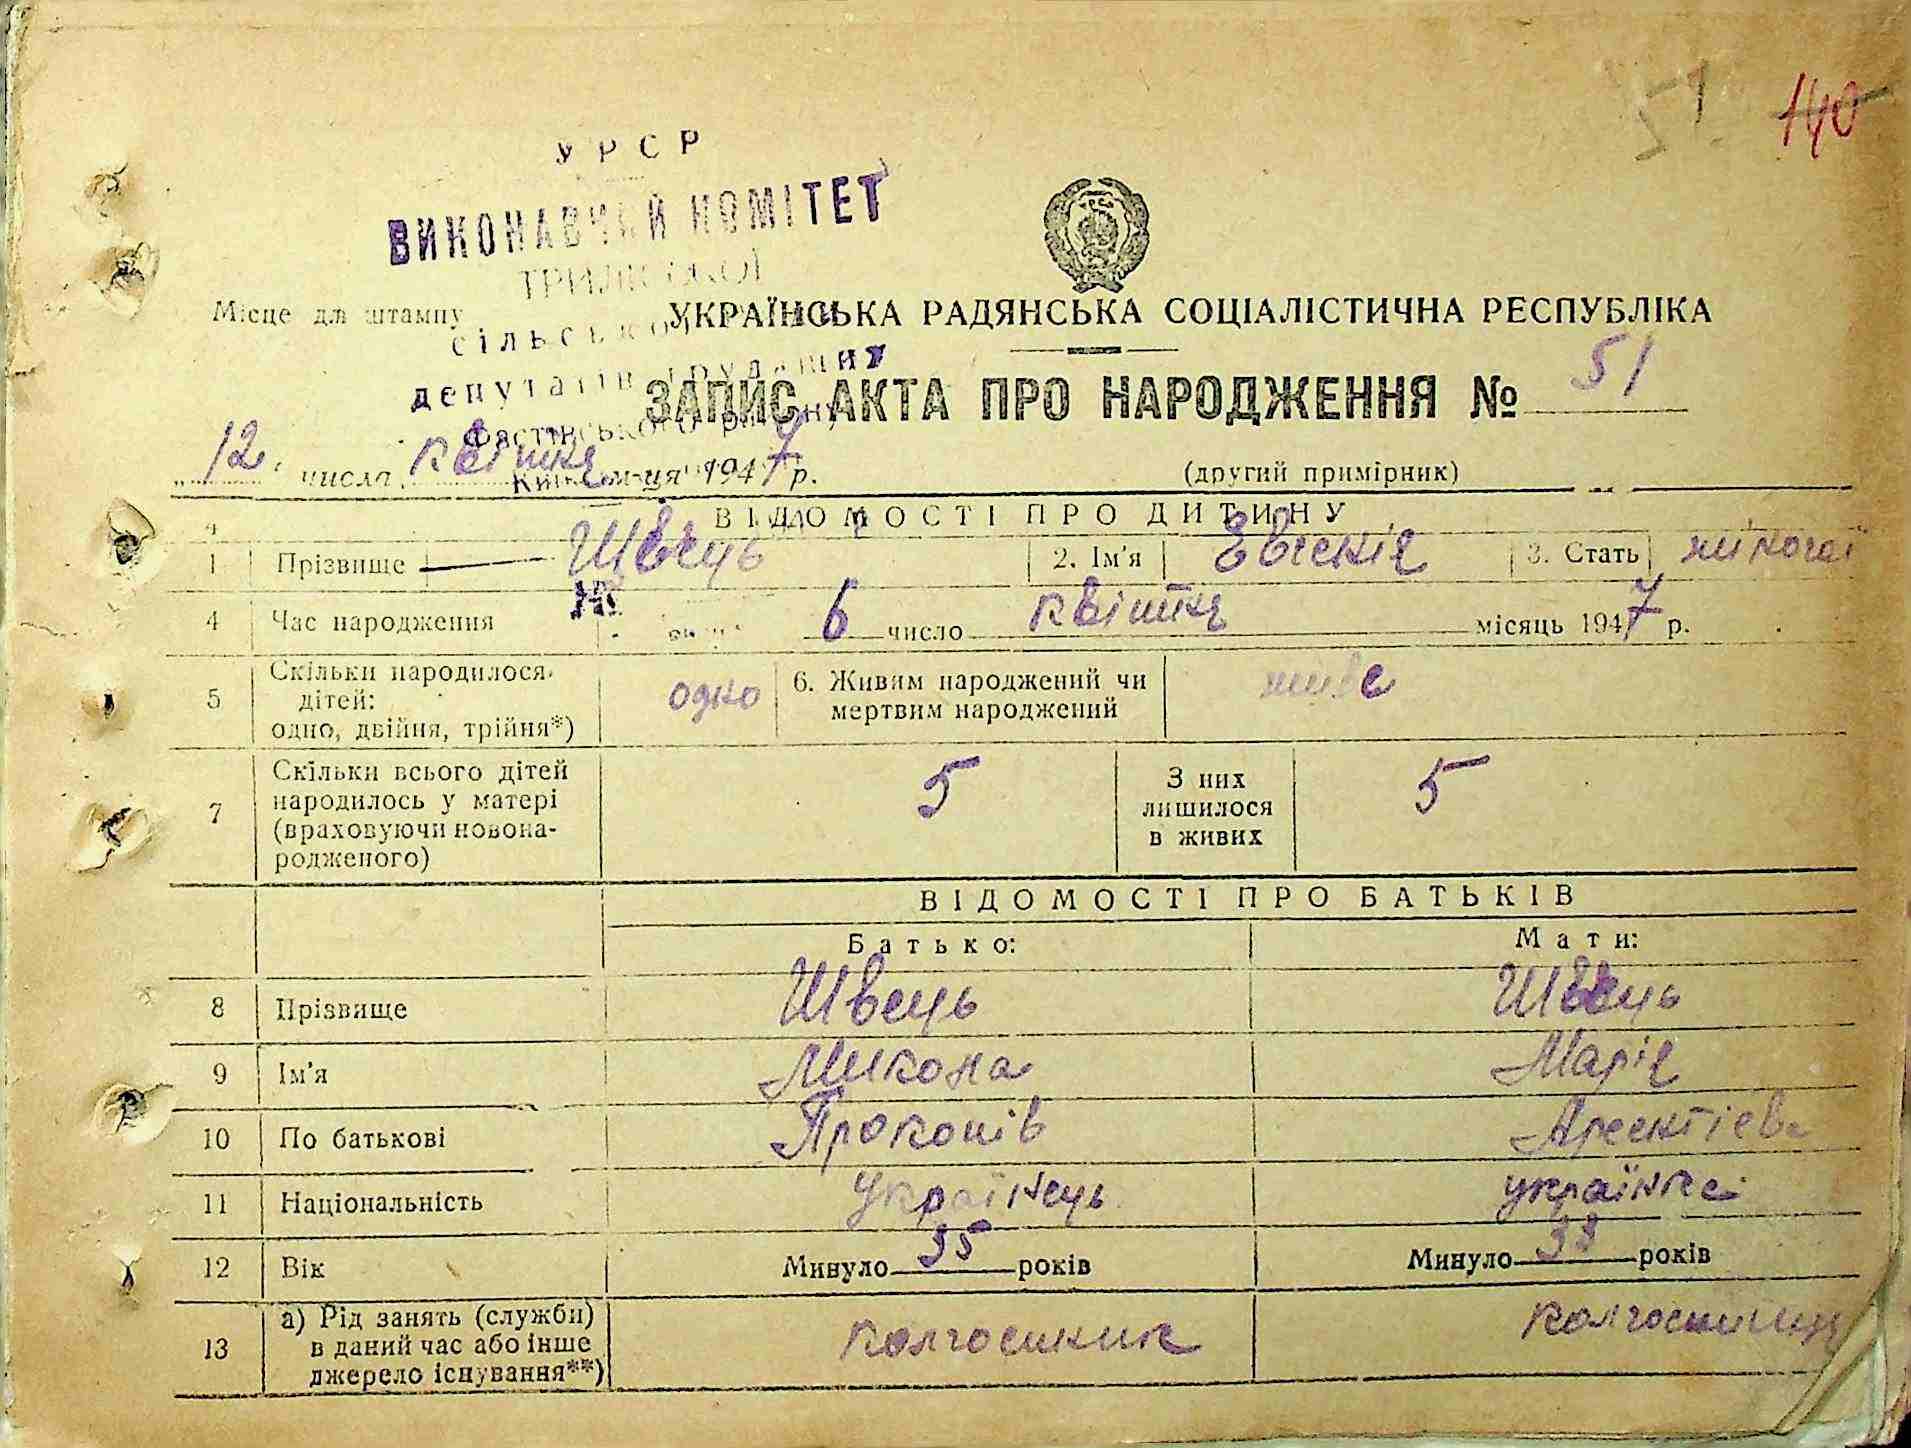 51 140
УРСР
ВИКОНАВЧИЙ КОМІТЕТ
ТРИЛІСЬКОЇ
Місце для штампу
сільської
УКРАЇНСЬКА РАДЯНСЬКА СОЦІАЛІСТИЧНА РЕСПУБЛІКА
депутатів трудящих
ЗАПИС АКТА ПРО НАРОДЖЕННЯ № 51
Фастівського району
„12“ числа квітня м-ця 1947 р. (другий примірник)
ВІДОМОСТІ ПРО ДИТИНУ
1 Прізвище Швець 2. Ім'я Євгенія 3. Стать
4 Час народження 6 число квітня місяць 1947 р.
5 Скільки народилося дітей: одно, двійня, трійня*) одно 6. Живим народжений чи мертвим народжений живе
7 Скільки всього дітей народилось у матері (враховуючи новонародженого) 5 З них лишилося в живих 5
ВІДОМОСТІ ПРО БАТЬКІВ
Батько: Мати:
8 Прізвище Швець Швець
9 Ім'я Микона Марія
10 По батькові Прокопів Арсентієв
11 Національність українець українка
12 Вік Минуло 35 років Минуло 33 років
13 а) Рід занять (служби) в даний час або інше джерело існування**) колгоспник колгоспниця